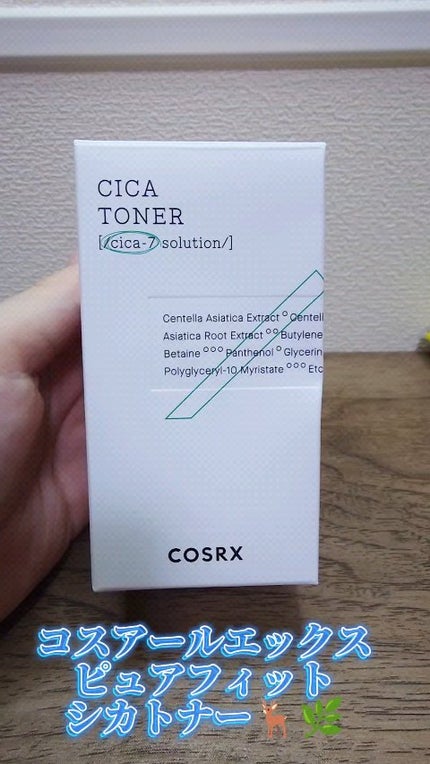 CICA
TONER
[/cica-7 solution/]
Centella Asiatica Extract ° Centell
Asiatica Root Extract °° Butylene
Betaine °°° Panthenol ° Glycerin
Polyglyceryl-10 Myristate °°° Etc
COSRX
コスアールエックス
ピュアフィット
シカトナー🦌🌿